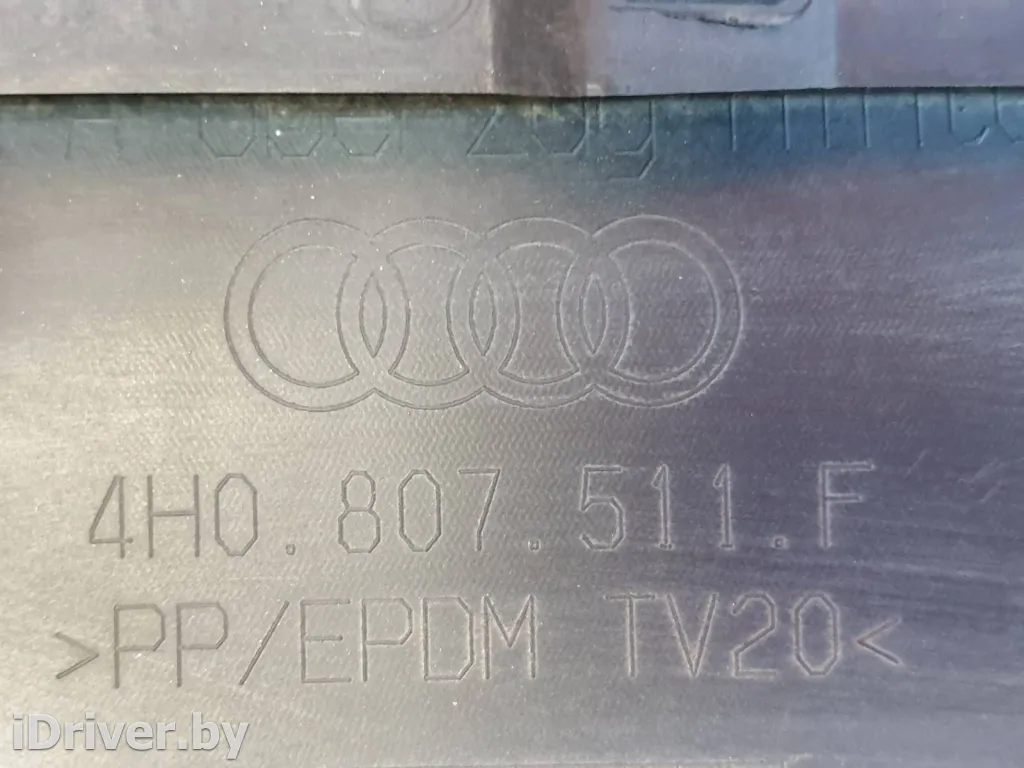 4H0.807.511.F
>PP/EPDM TV20<
iDriver.by